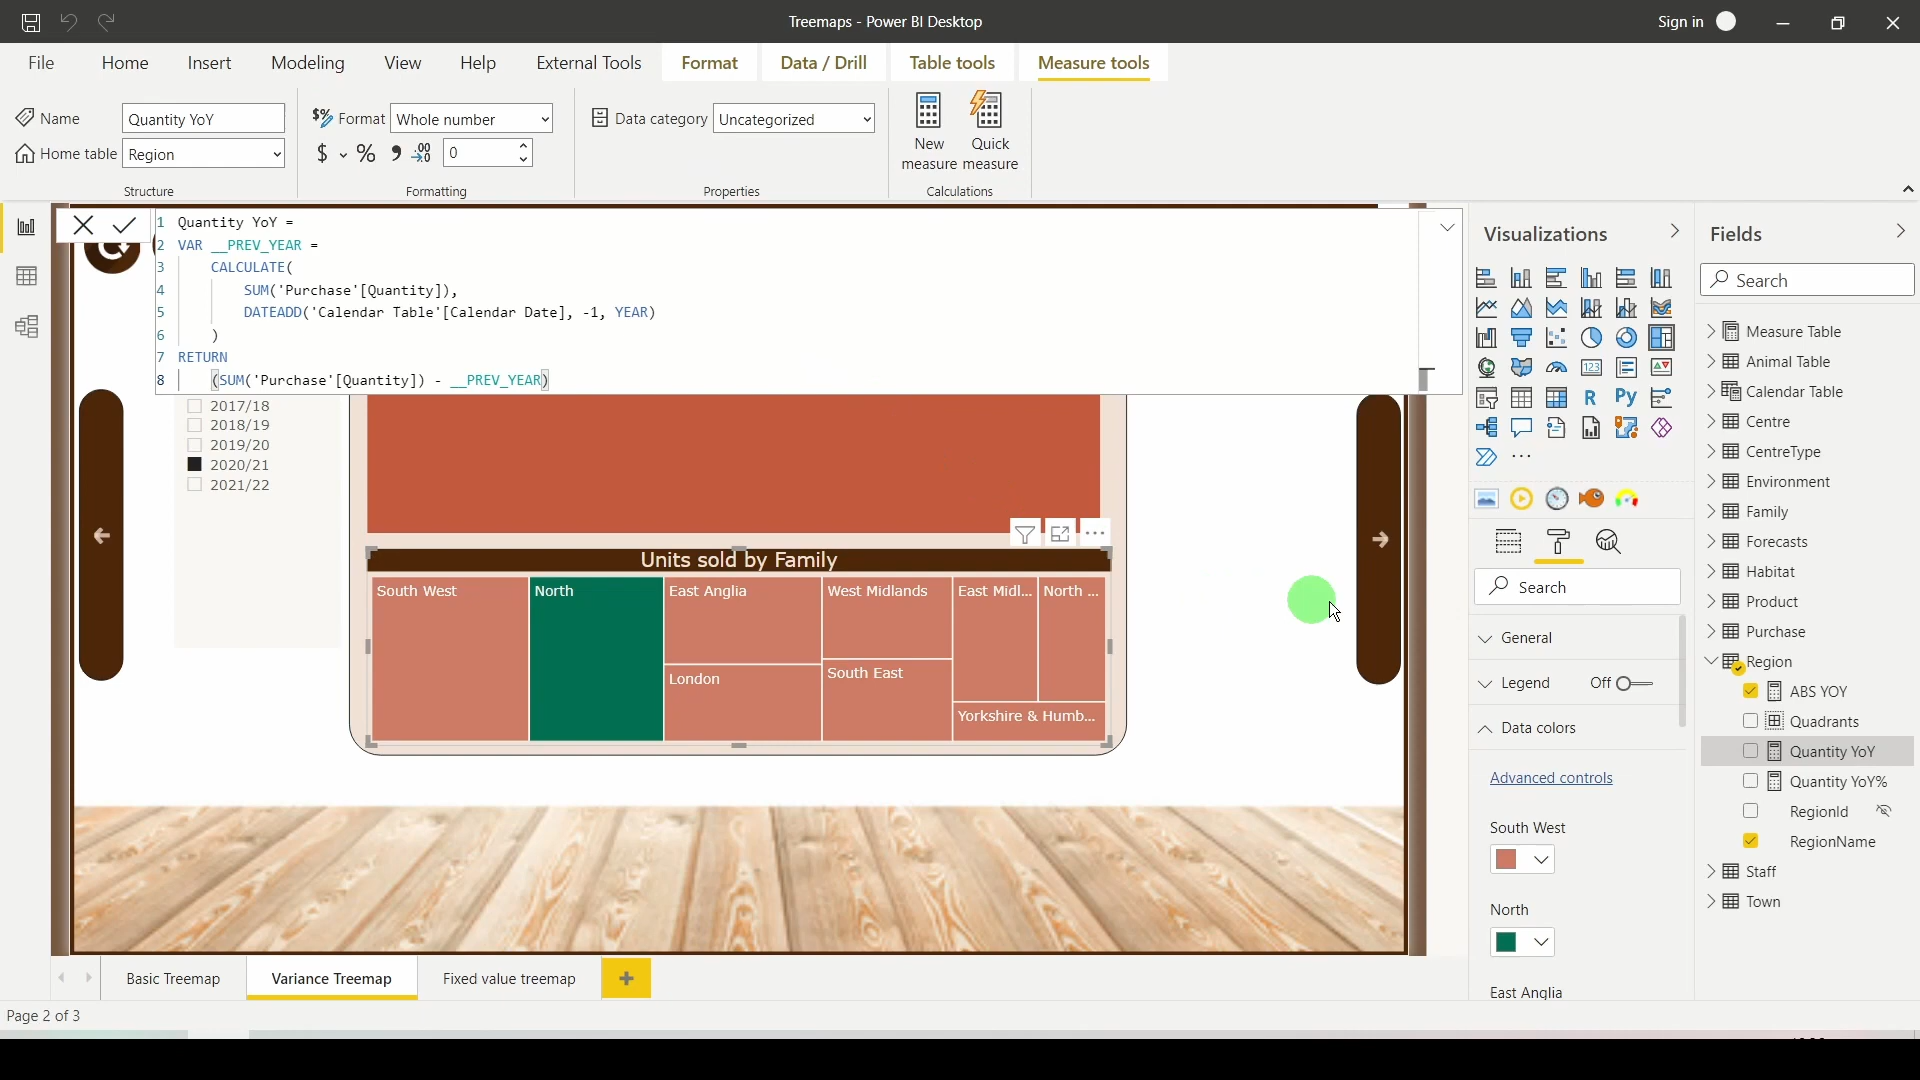 Treemaps - Power BI Desktop
Sign in
File
Home
Insert
Modeling
View
Help
External Tools
Format
Data / Drill
Table tools
Measure tools
Name
Quantity YoY
Home table
Region
Structure
Format
Whole number
$
%
0
Formatting
Data category
Uncategorized
Properties
New measure
Quick measure
Calculations
1 Quantity YoY =
2 VAR __PREV_YEAR =
3 CALCULATE(
4 SUM('Purchase'[Quantity]),
5 DATEADD('Calendar Table'[Calendar Date], -1, YEAR)
6 )
7 RETURN
8 (SUM('Purchase'[Quantity]) - __PREV_YEAR)
2017/18
2018/19
2019/20
2020/21
2021/22
Units sold by Family
South West
North
East Anglia
London
West Midlands
South East
East Midl...
North ...
Yorkshire & Humb...
Visualizations
123
R
Py
Search
General
Legend
Off
Data colors
Advanced controls
South West
North
East Anglia
Fields
Search
Measure Table
Animal Table
Calendar Table
Centre
CentreType
Environment
Family
Forecasts
Habitat
Product
Purchase
Region
ABS YOY
Quadrants
Quantity YoY
Quantity YoY%
RegionId
RegionName
Staff
Town
Basic Treemap
Variance Treemap
Fixed value treemap
Page 2 of 3